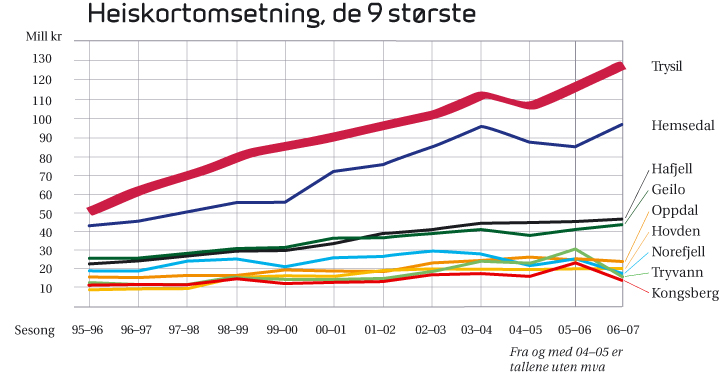 Heiskortomsetning, de 9 største
Mill kr
130
120
110
100
90
80
70
60
50
40
30
20
10
Trysil
Hemsedal
Hafjell
Geilo
Oppdal
Hovden
Norefjell
Tryvann
Kongsberg
Sesong 95–96 96–97 97–98 98–99 99–00 00–01 01–02 02–03 03–04 04–05 05–06 06–07
Fra og med 04–05 er
tallene uten mva